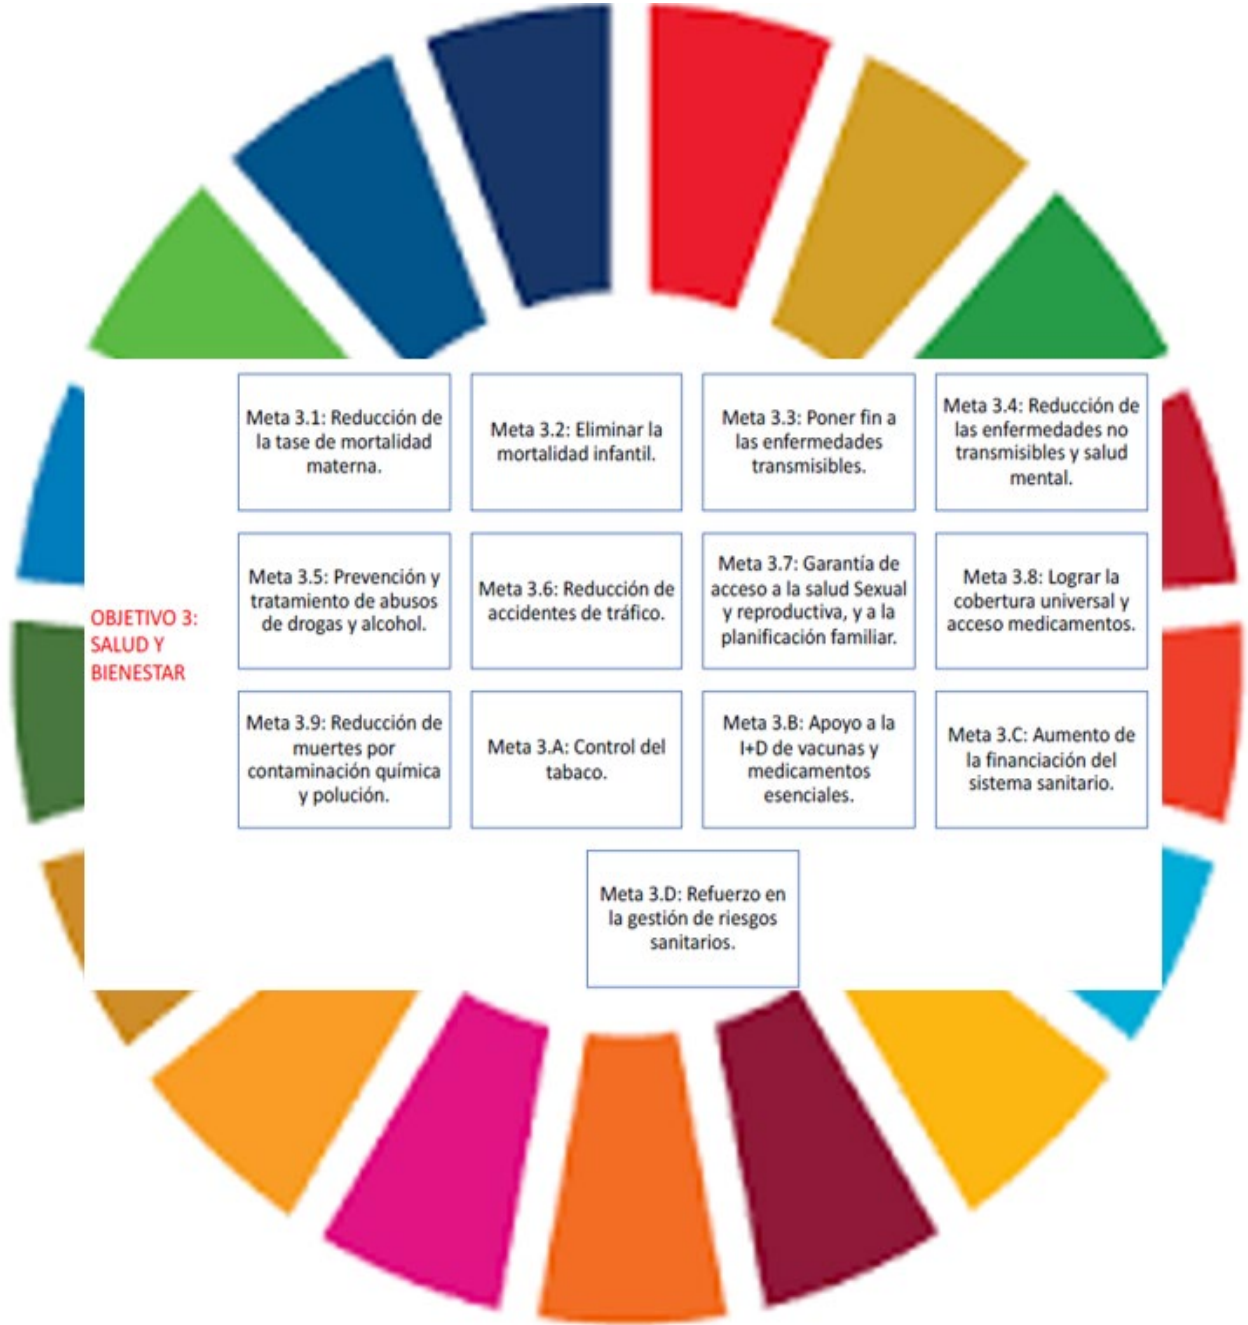 Meta 3.1: Reducción de
la tase de mortalidad
materna.
Meta 3.2: Eliminar la
mortalidad infantil.
Meta 3.3: Poner fin a
las enfermedades
transmisibles.
Meta 3.4: Reducción de
las enfermedades no
transmisibles y salud
mental.
OBJETIVO 3:
SALUD Y
BIENESTAR
Meta 3.5: Prevención y
tratamiento de abusos
de drogas y alcohol.
Meta 3.6: Reducción de
accidentes de tráfico.
Meta 3.7: Garantía de
acceso a la salud Sexual
y reproductiva, y a la
planificación familiar.
Meta 3.8: Lograr la
cobertura universal y
acceso medicamentos.
Meta 3.9: Reducción de
muertes por
contaminación química
y polución.
Meta 3.A: Control del
tabaco.
Meta 3.B: Apoyo a la
I+D de vacunas y
medicamentos
esenciales.
Meta 3.C: Aumento de
la financiación del
sistema sanitario.
Meta 3.D: Refuerzo en
la gestión de riesgos
sanitarios.